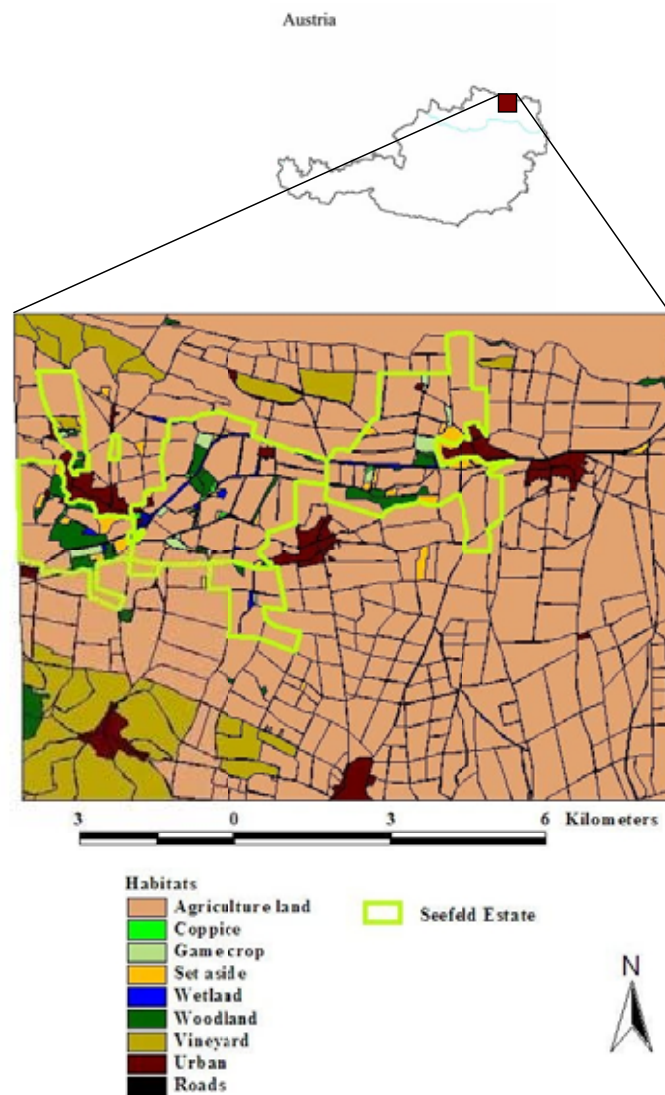 Austria
3 0 3 6 Kilometers
Habitats
Agriculture land
Coppice
Game crop
Set aside
Wetland
Woodland
Vineyard
Urban
Roads
Seefeld Estate
N